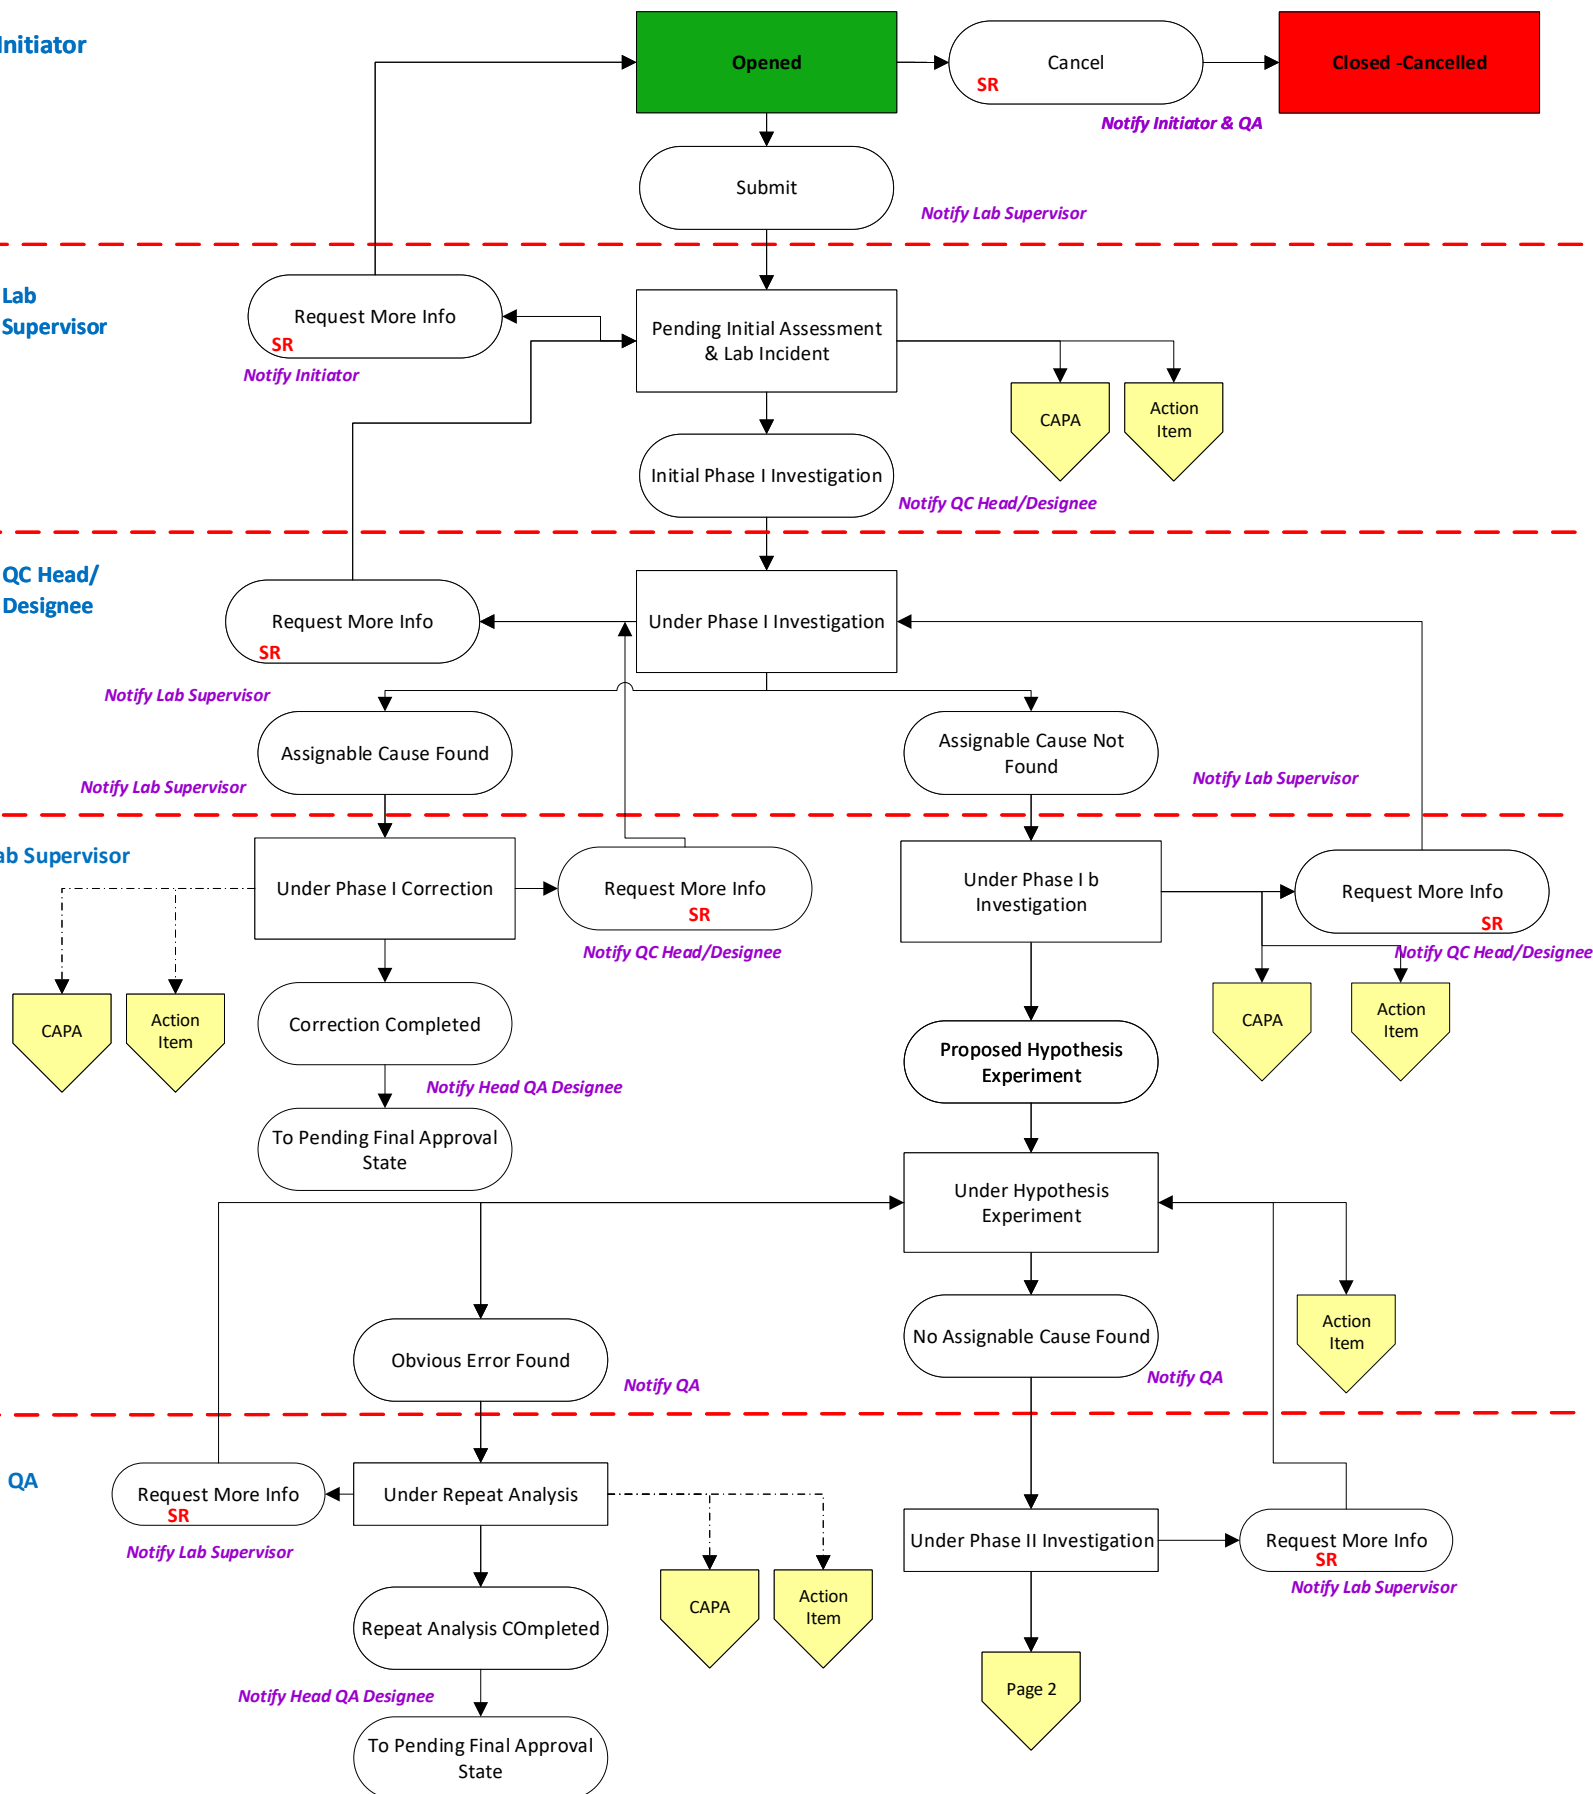 Initiator
Opened
Cancel
SR
Closed -Cancelled
Notify Initiator & QA
Submit
Notify Lab Supervisor
Lab
Supervisor
Request More Info
SR
Notify Initiator
Pending Initial Assessment
& Lab Incident
CAPA
Action
Item
Initial Phase I Investigation
Notify QC Head/Designee
QC Head/
Designee
Request More Info
SR
Under Phase I Investigation
Notify Lab Supervisor
Assignable Cause Found
Assignable Cause Not
Found
Notify Lab Supervisor
Notify Lab Supervisor
ab Supervisor
Under Phase I Correction
Request More Info
SR
Notify QC Head/Designee
Under Phase I b
Investigation
Request More Info
SR
Notify QC Head/Designee
CAPA
Action
Item
Correction Completed
CAPA
Action
Item
Proposed Hypothesis
Experiment
Notify Head QA Designee
To Pending Final Approval
State
Under Hypothesis
Experiment
Obvious Error Found
Notify QA
No Assignable Cause Found
Notify QA
Action
Item
QA
Request More Info
SR
Notify Lab Supervisor
Under Repeat Analysis
CAPA
Action
Item
Under Phase II Investigation
Request More Info
SR
Notify Lab Supervisor
Repeat Analysis COmpleted
Notify Head QA Designee
Page 2
To Pending Final Approval
State